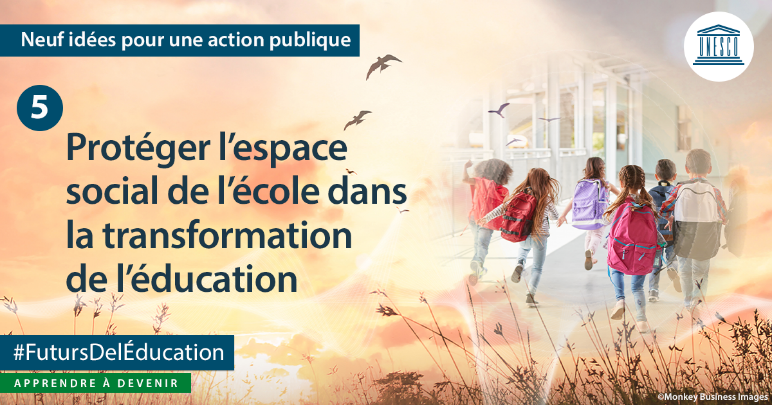 Neuf idées pour une action publique
UNESCO
5
Protéger l'espace
social de l'école dans
la transformation
de l'éducation
#FutursDelÉducation
APPRENDRE À DEVENIR
©Monkey Business Images